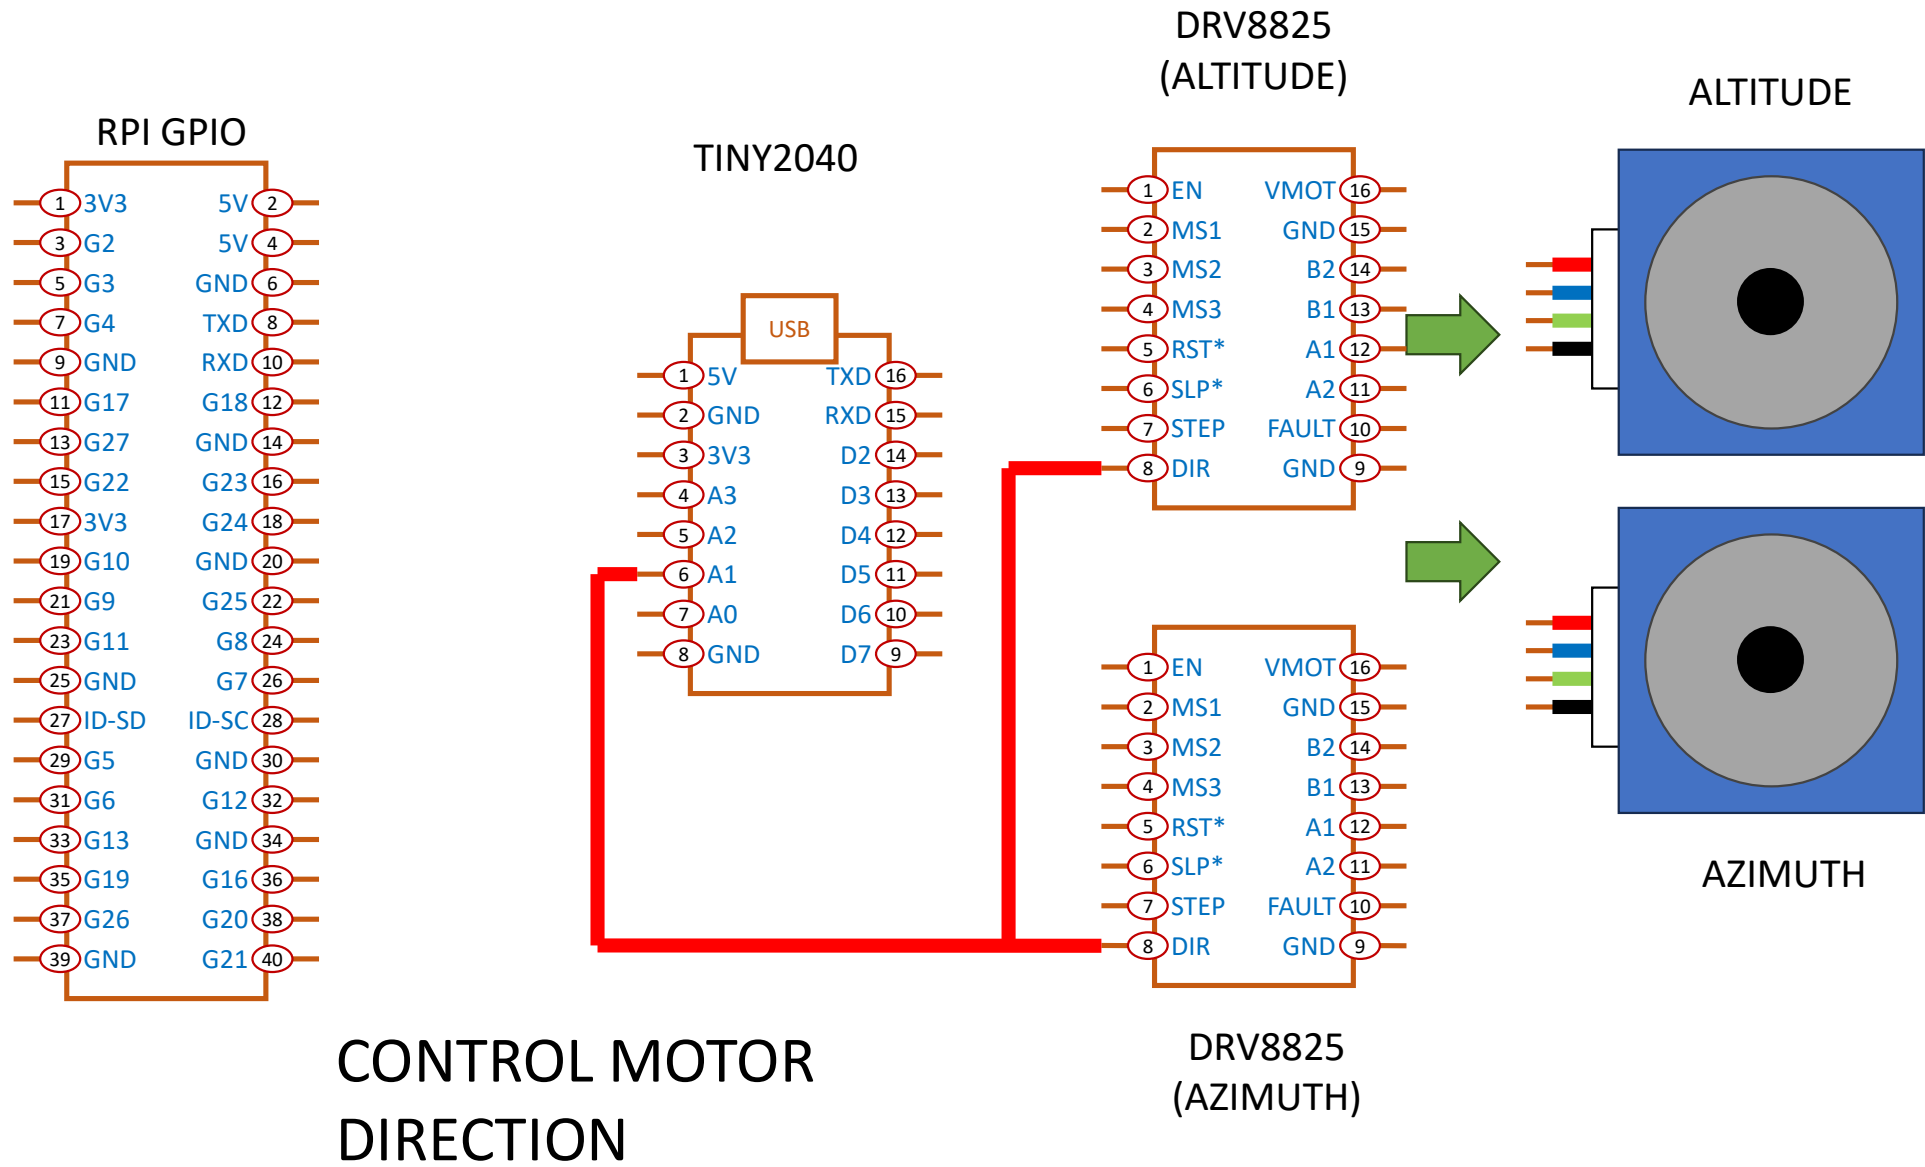 DRV8825
(ALTITUDE)
ALTITUDE
RPI GPIO
TINY2040
1 3V3 5V 2
3 G2 5V 4
5 G3 GND 6
7 G4 TXD 8
9 GND RXD 10
11 G17 G18 12
13 G27 GND 14
15 G22 G23 16
17 3V3 G24 18
19 G10 GND 20
21 G9 G25 22
23 G11 G8 24
25 GND G7 26
27 ID-SD ID-SC 28
29 G5 GND 30
31 G6 G12 32
33 G13 GND 34
35 G19 G16 36
37 G26 G20 38
39 GND G21 40
USB
1 5V TXD 16
2 GND RXD 15
3 3V3 D2 14
4 A3 D3 13
5 A2 D4 12
6 A1 D5 11
7 A0 D6 10
8 GND D7 9
1 EN VMOT 16
2 MS1 GND 15
3 MS2 B2 14
4 MS3 B1 13
5 RST* A1 12
6 SLP* A2 11
7 STEP FAULT 10
8 DIR GND 9
1 EN VMOT 16
2 MS1 GND 15
3 MS2 B2 14
4 MS3 B1 13
5 RST* A1 12
6 SLP* A2 11
7 STEP FAULT 10
8 DIR GND 9
AZIMUTH
DRV8825
(AZIMUTH)
CONTROL MOTOR
DIRECTION